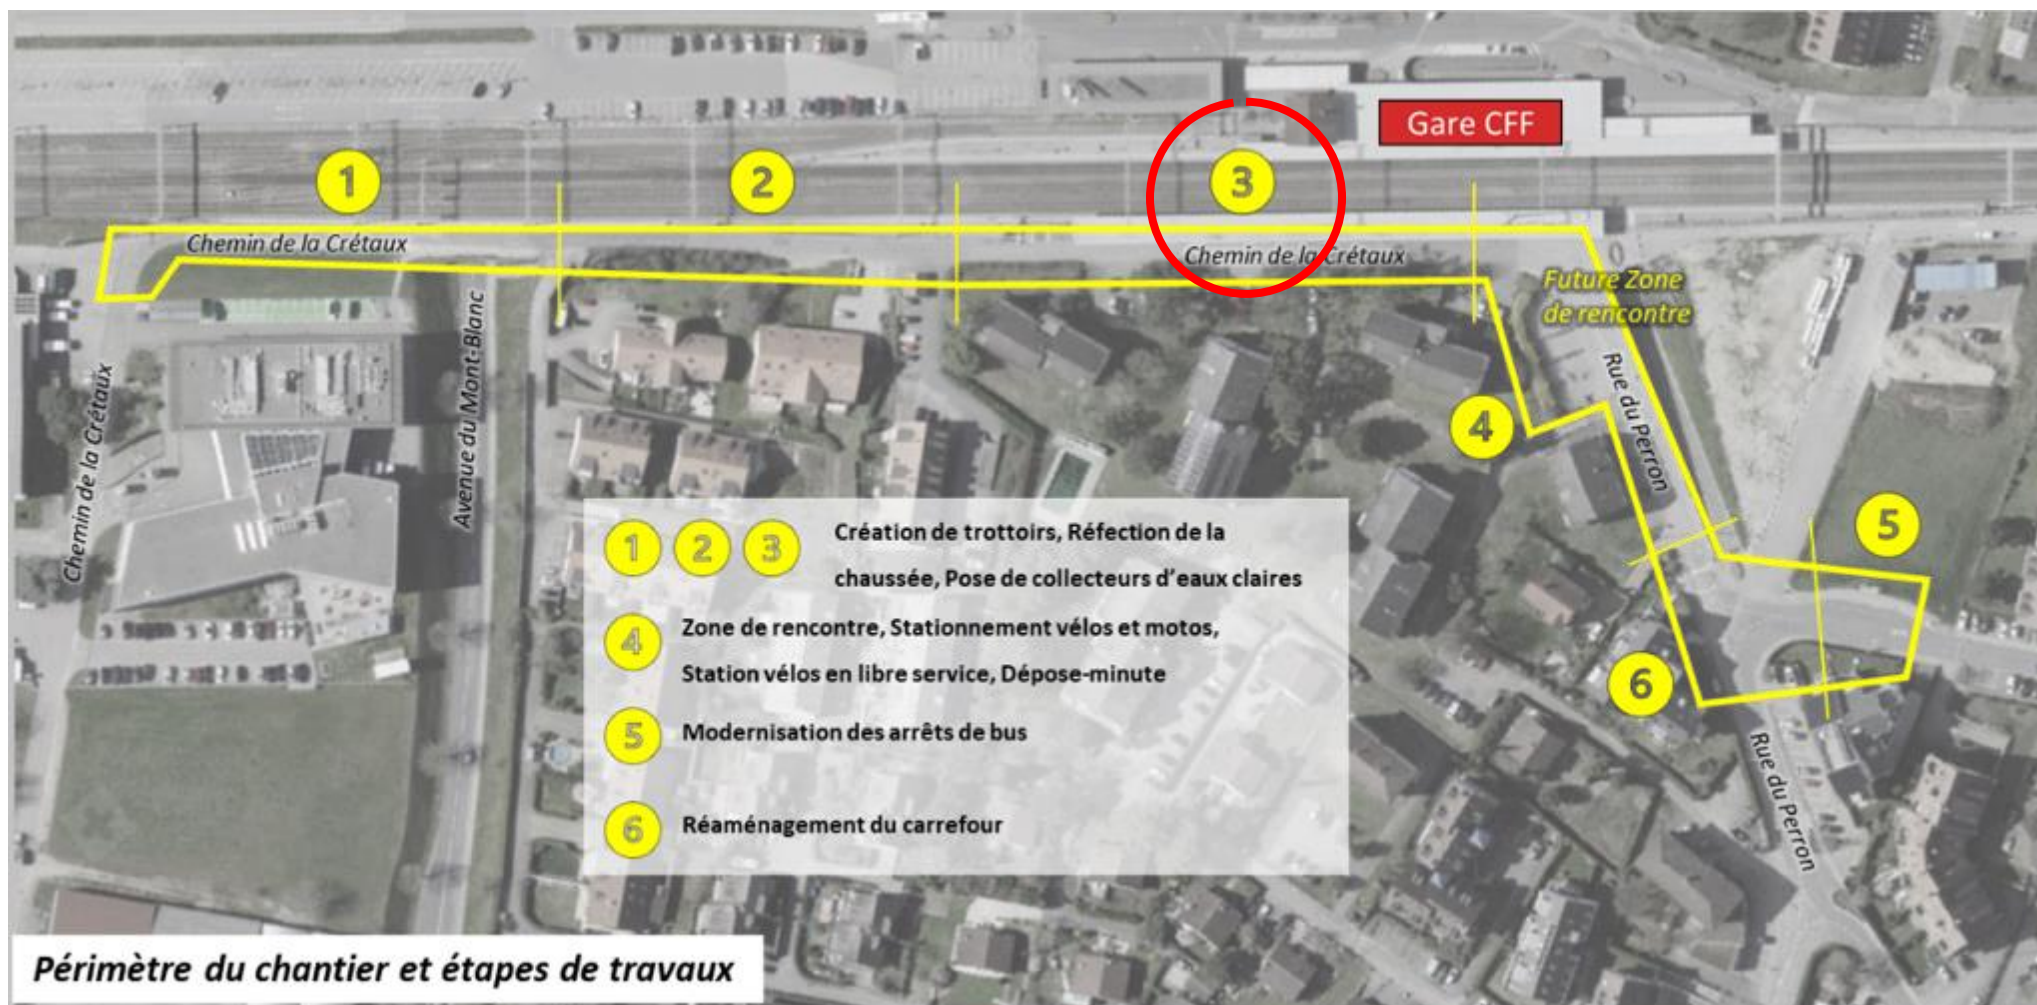 Gare CFF
1
2
3
Chemin de la Crétaux
Chemin de la Crétaux
Future Zone
de rencontre
Chemin de la Crétaux
Avenue du Mont-Blanc
Rue du Perron
4
5
6
Rue du Perron
1 2 3 Création de trottoirs, Réfection de la
chaussée, Pose de collecteurs d’eaux claires
4 Zone de rencontre, Stationnement vélos et motos,
Station vélos en libre service, Dépose-minute
5 Modernisation des arrêts de bus
6 Réaménagement du carrefour
Périmètre du chantier et étapes de travaux